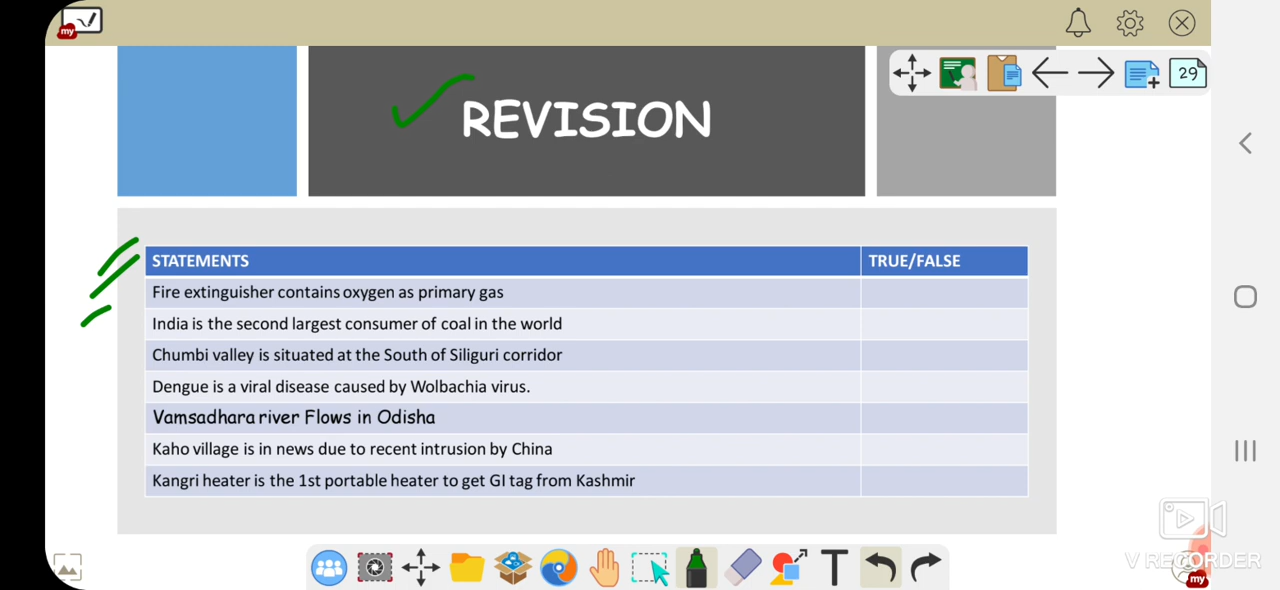 my
29
REVISION
STATEMENTS TRUE/FALSE
Fire extinguisher contains oxygen as primary gas
India is the second largest consumer of coal in the world
Chumbi valley is situated at the South of Siliguri corridor
Dengue is a viral disease caused by Wolbachia virus.
Vamsadhara river Flows in Odisha
Kaho village is in news due to recent intrusion by China
Kangri heater is the 1st portable heater to get GI tag from Kashmir
T
V RECORDER
my